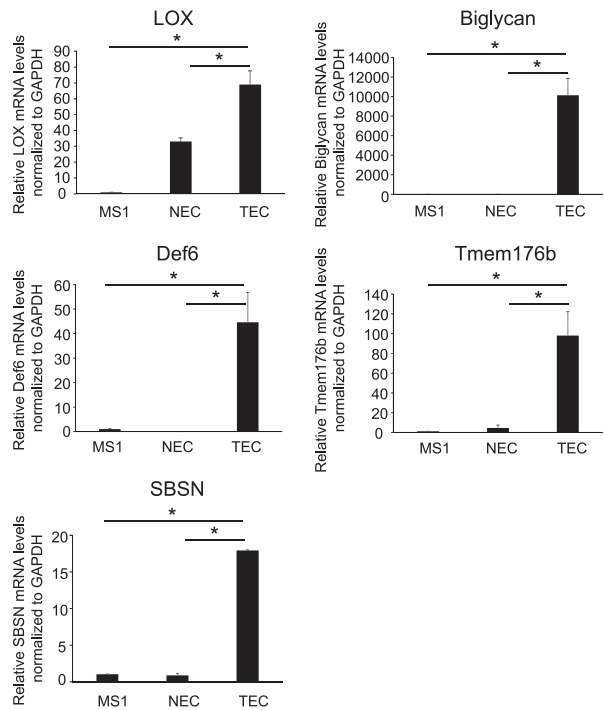 LOX
Relative LOX mRNA levels
normalized to GAPDH
90
80
70
60
50
40
30
20
10
0
*
*
MS1 NEC TEC
Biglycan
Relative Biglycan mRNA levels
normalized to GAPDH
14000
12000
10000
8000
6000
4000
2000
0
*
*
MS1 NEC TEC
Def6
Relative Def6 mRNA levels
normalized to GAPDH
60
50
40
30
20
10
0
*
*
MS1 NEC TEC
Tmem176b
Relative Tmem176b mRNA levels
normalized to GAPDH
140
120
100
80
60
40
20
0
*
*
MS1 NEC TEC
SBSN
Relative SBSN mRNA levels
normalized to GAPDH
20
15
10
5
0
*
*
MS1 NEC TEC